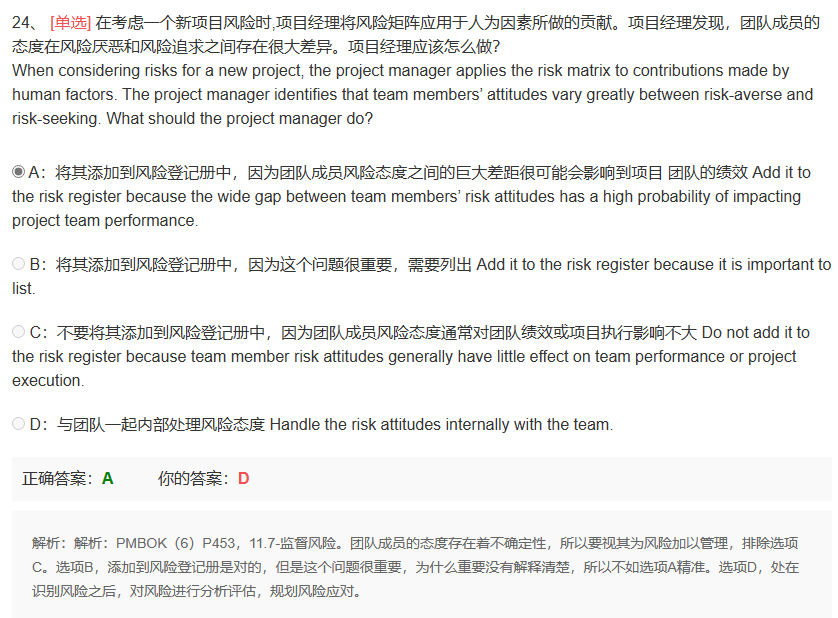 24、 [单选] 在考虑一个新项目风险时,项目经理将风险矩阵应用于人为因素所做的贡献。项目经理发现，团队成员的
态度在风险厌恶和风险追求之间存在很大差异。项目经理应该怎么做?
When considering risks for a new project, the project manager applies the risk matrix to contributions made by
human factors. The project manager identifies that team members’ attitudes vary greatly between risk-averse and
risk-seeking. What should the project manager do?
A：将其添加到风险登记册中，因为团队成员风险态度之间的巨大差距很可能会影响到项目 团队的绩效 Add it to
the risk register because the wide gap between team members’ risk attitudes has a high probability of impacting
project team performance.
B：将其添加到风险登记册中，因为这个问题很重要，需要列出 Add it to the risk register because it is important to
list.
C：不要将其添加到风险登记册中，因为团队成员风险态度通常对团队绩效或项目执行影响不大 Do not add it to
the risk register because team member risk attitudes generally have little effect on team performance or project
execution.
D：与团队一起内部处理风险态度 Handle the risk attitudes internally with the team.
正确答案：A 你的答案：D
解析：解析：PMBOK（6）P453，11.7-监督风险。团队成员的态度存在着不确定性，所以要视其为风险加以管理，排除选项
C。选项B，添加到风险登记册是对的，但是这个问题很重要，为什么重要没有解释清楚，所以不如选项A精准。选项D，处在
识别风险之后，对风险进行分析评估，规划风险应对。